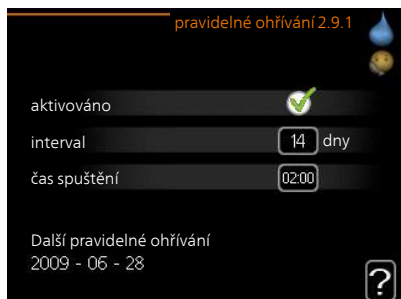 pravidelné ohřívání 2.9.1
aktivováno
interval 14 dny
čas spuštění 02:00
Další pravidelné ohřívání
2009 - 06 - 28
?